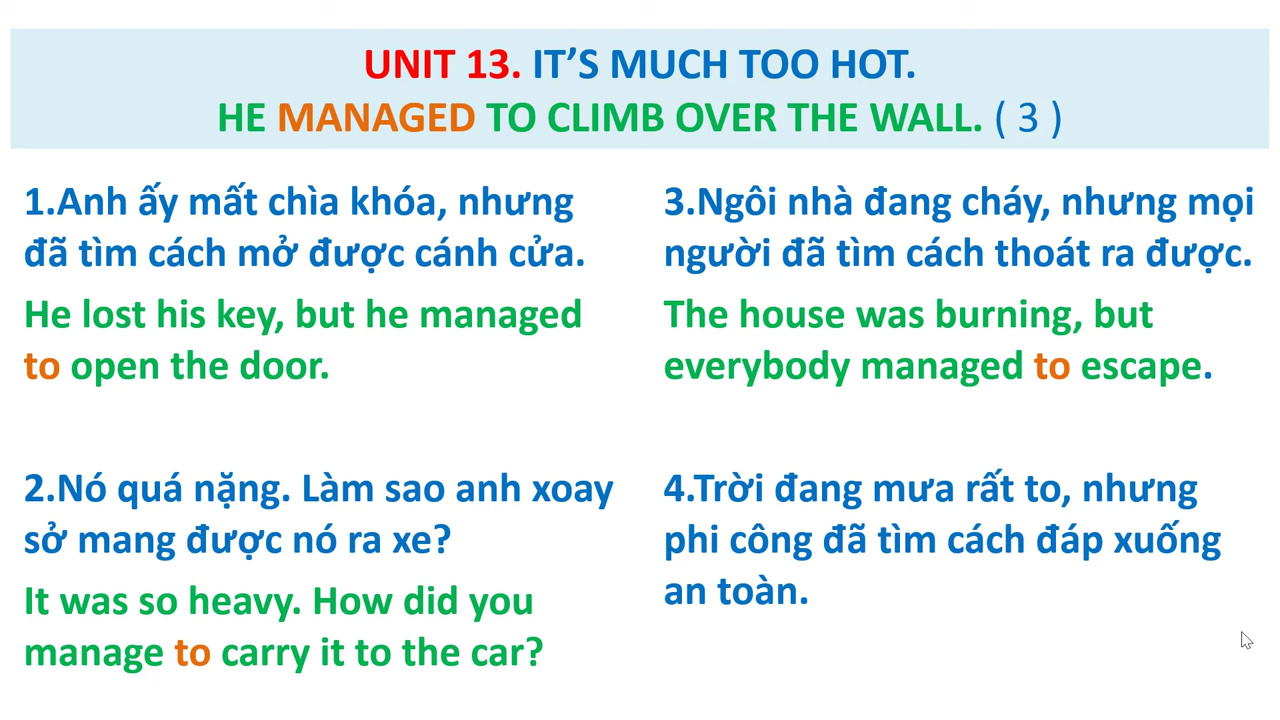 UNIT 13. IT’S MUCH TOO HOT.
HE MANAGED TO CLIMB OVER THE WALL. ( 3 )
1.Anh ấy mất chìa khóa, nhưng
đã tìm cách mở được cánh cửa.
He lost his key, but he managed
to open the door.
2.Nó quá nặng. Làm sao anh xoay
sở mang được nó ra xe?
It was so heavy. How did you
manage to carry it to the car?
3.Ngôi nhà đang cháy, nhưng mọi
người đã tìm cách thoát ra được.
The house was burning, but
everybody managed to escape.
4.Trời đang mưa rất to, nhưng
phi công đã tìm cách đáp xuống
an toàn.